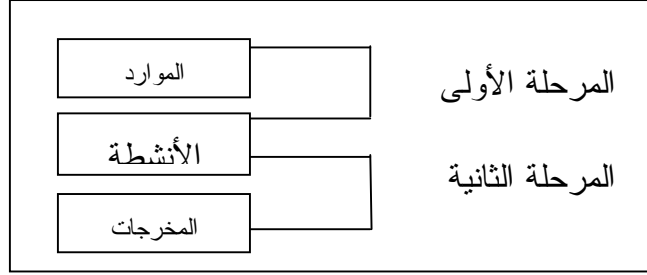 الموارد
المرحلة الأولى
الأنشطة
المرحلة الثانية
المخرجات